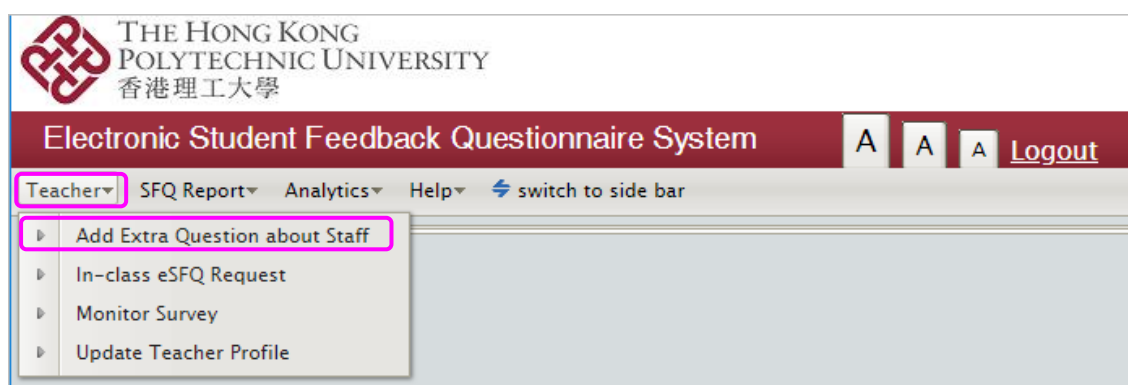 THE HONG KONG
POLYTECHNIC UNIVERSITY
香港理工大學
Electronic Student Feedback Questionnaire System A A A Logout
Teacher SFQ Report Analytics Help switch to side bar
Add Extra Question about Staff
In-class eSFQ Request
Monitor Survey
Update Teacher Profile